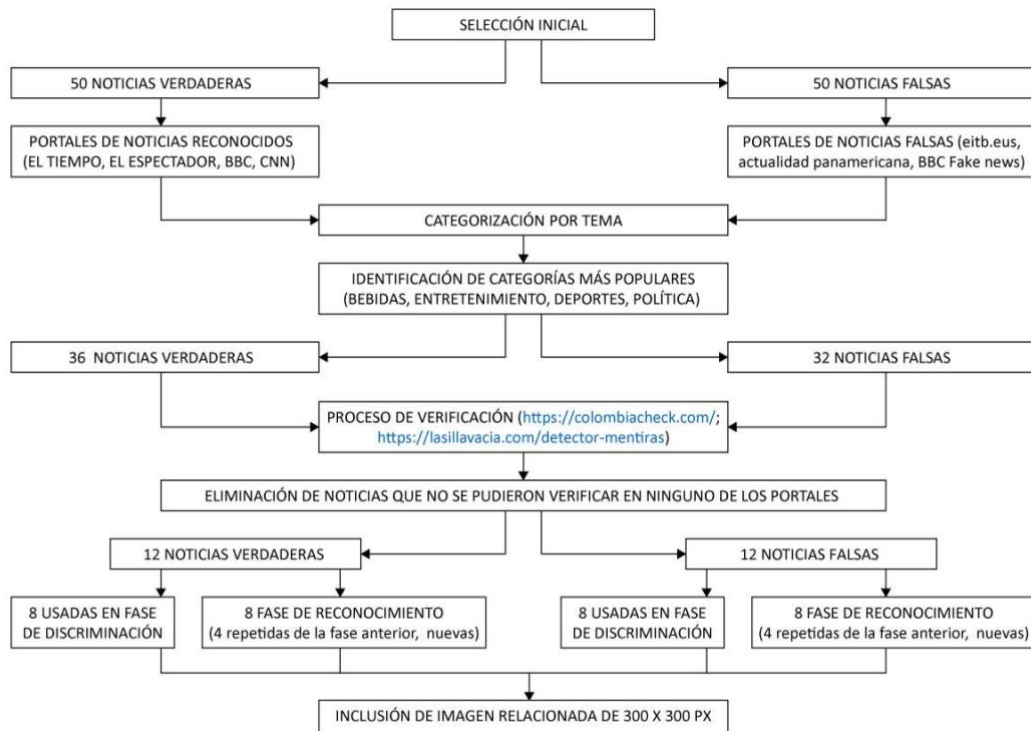 SELECCIÓN INICIAL
50 NOTICIAS VERDADERAS
50 NOTICIAS FALSAS
PORTALES DE NOTICIAS RECONOCIDOS
(EL TIEMPO, EL ESPECTADOR, BBC, CNN)
PORTALES DE NOTICIAS FALSAS (eitb.eus,
actualidad panamericana, BBC Fake news)
CATEGORIZACIÓN POR TEMA
IDENTIFICACIÓN DE CATEGORÍAS MÁS POPULARES
(BEBIDAS, ENTRETENIMIENTO, DEPORTES, POLÍTICA)
36 NOTICIAS VERDADERAS
32 NOTICIAS FALSAS
PROCESO DE VERIFICACIÓN (https://colombiacheck.com/;
https://lasillavacia.com/detector-mentiras)
ELIMINACIÓN DE NOTICIAS QUE NO SE PUDIERON VERIFICAR EN NINGUNO DE LOS PORTALES
12 NOTICIAS VERDADERAS
12 NOTICIAS FALSAS
8 USADAS EN FASE
DE DISCRIMINACIÓN
8 FASE DE RECONOCIMIENTO
(4 repetidas de la fase anterior, nuevas)
8 USADAS EN FASE
DE DISCRIMINACIÓN
8 FASE DE RECONOCIMIENTO
(4 repetidas de la fase anterior, nuevas)
INCLUSIÓN DE IMAGEN RELACIONADA DE 300 X 300 PX